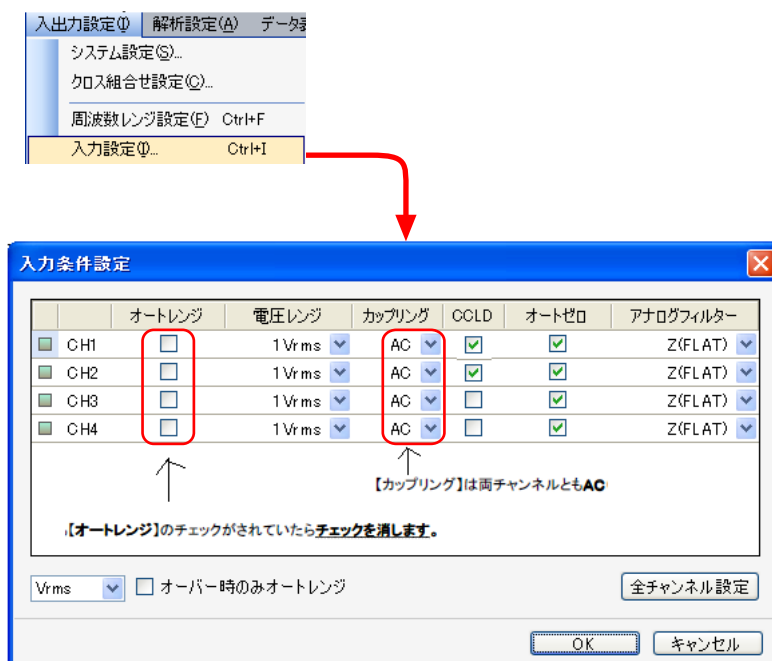 入出力設定(I) 解析設定(A) データ
システム設定(S)...
クロス組合せ設定(C)...
周波数レンジ設定(F) Ctrl+F
入力設定(I)... Ctrl+I
入力条件設定
オートレンジ 電圧レンジ カップリング CCLD オートゼロ アナログフィルター
CH1 1Vrms AC Z(FLAT)
CH2 1Vrms AC Z(FLAT)
CH3 1Vrms AC Z(FLAT)
CH4 1Vrms AC Z(FLAT)
【カップリング】は両チャンネルともAC
【オートレンジ】のチェックがされていたらチェックを消します。
Vrms オーバー時のみオートレンジ 全チャンネル設定
OK キャンセル